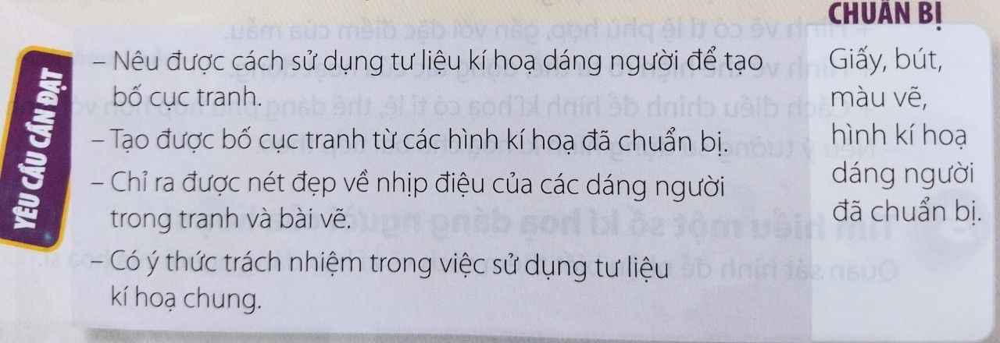 YÊU CẦU CẦN ĐẠT
– Nêu được cách sử dụng tư liệu kí hoạ dáng người để tạo
bố cục tranh.
– Tạo được bố cục tranh từ các hình kí hoạ đã chuẩn bị.
– Chỉ ra được nét đẹp về nhịp điệu của các dáng người
trong tranh và bài vẽ.
– Có ý thức trách nhiệm trong việc sử dụng tư liệu
kí hoạ chung.
CHUẨN BỊ
Giấy, bút,
màu vẽ,
hình kí hoạ
dáng người
đã chuẩn bị.